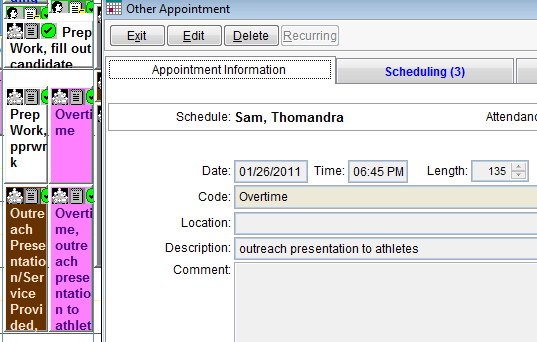 Other Appointment
Exit Edit Delete Recurring
Appointment Information Scheduling (3)
Schedule: Sam, Thomandra Attendanc
Date: 01/26/2011 Time: 06:45 PM Length: 135
Code: Overtime
Location:
Description: outreach presentation to athletes
Comment:
Prep
Work, fill out
candidate
Prep
Work,
pprwr
k
Overti
me
Outre
ach
Prese
ntatio
n/Ser
vice
Provi
ded,
Overti
me,
outre
ach
prese
ntatio
n to
athlet